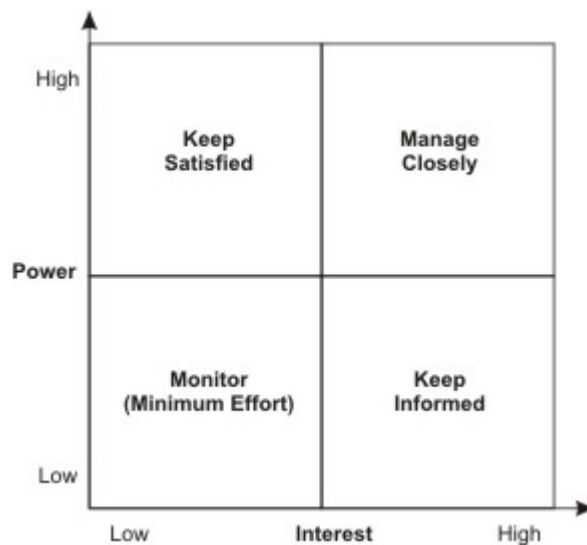 High
Keep
Satisfied
Manage
Closely
Power
Monitor
(Minimum Effort)
Keep
Informed
Low
Low
Interest
High